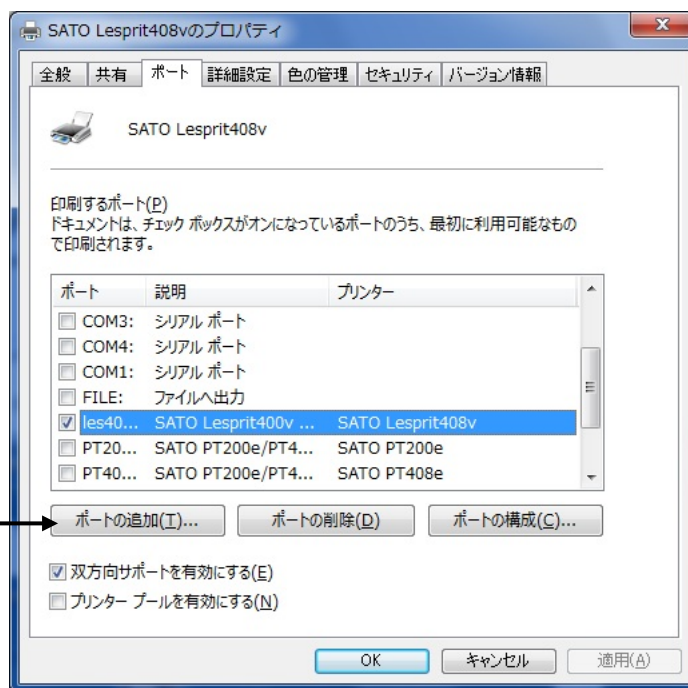 SATO Lesprit408vのプロパティ
全般 共有 ポート 詳細設定 色の管理 セキュリティ バージョン情報
SATO Lesprit408v
印刷するポート(P)
ドキュメントは、チェック ボックスがオンになっているポートのうち、最初に利用可能なもの
で印刷されます。
ポート 説明 プリンター
COM3: シリアル ポート
COM4: シリアル ポート
COM1: シリアル ポート
FILE: ファイルへ出力
les40... SATO Lesprit400v ... SATO Lesprit408v
PT20... SATO PT200e/PT4... SATO PT200e
PT40... SATO PT200e/PT4... SATO PT408e
ポートの追加(T)... ポートの削除(D) ポートの構成(C)...
双方向サポートを有効にする(E)
プリンター プールを有効にする(N)
OK キャンセル 適用(A)